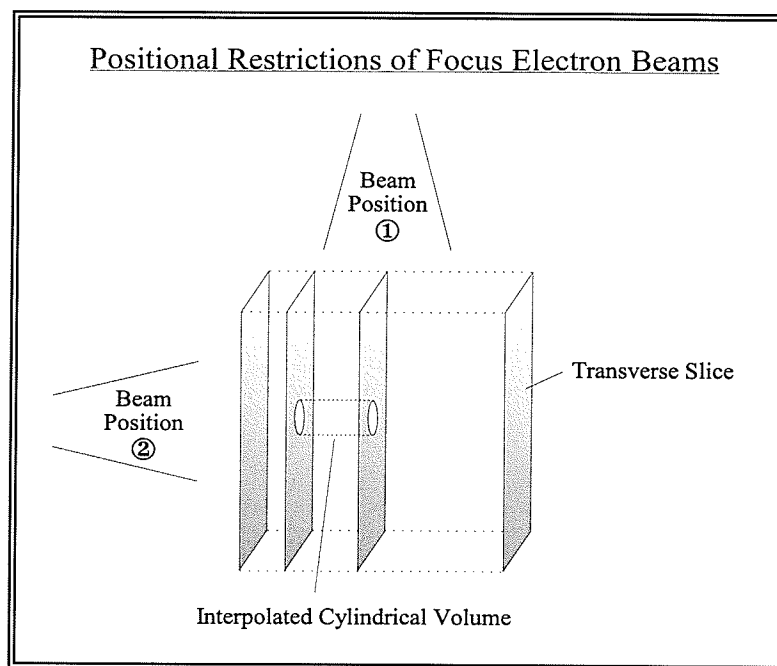 Positional Restrictions of Focus Electron Beams
Beam
Position
①
Beam
Position
②
Transverse Slice
Interpolated Cylindrical Volume